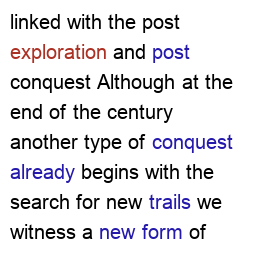 linked with the post
exploration and post
conquest Although at the
end of the century
another type of conquest
already begins with the
search for new trails we
witness a new form of